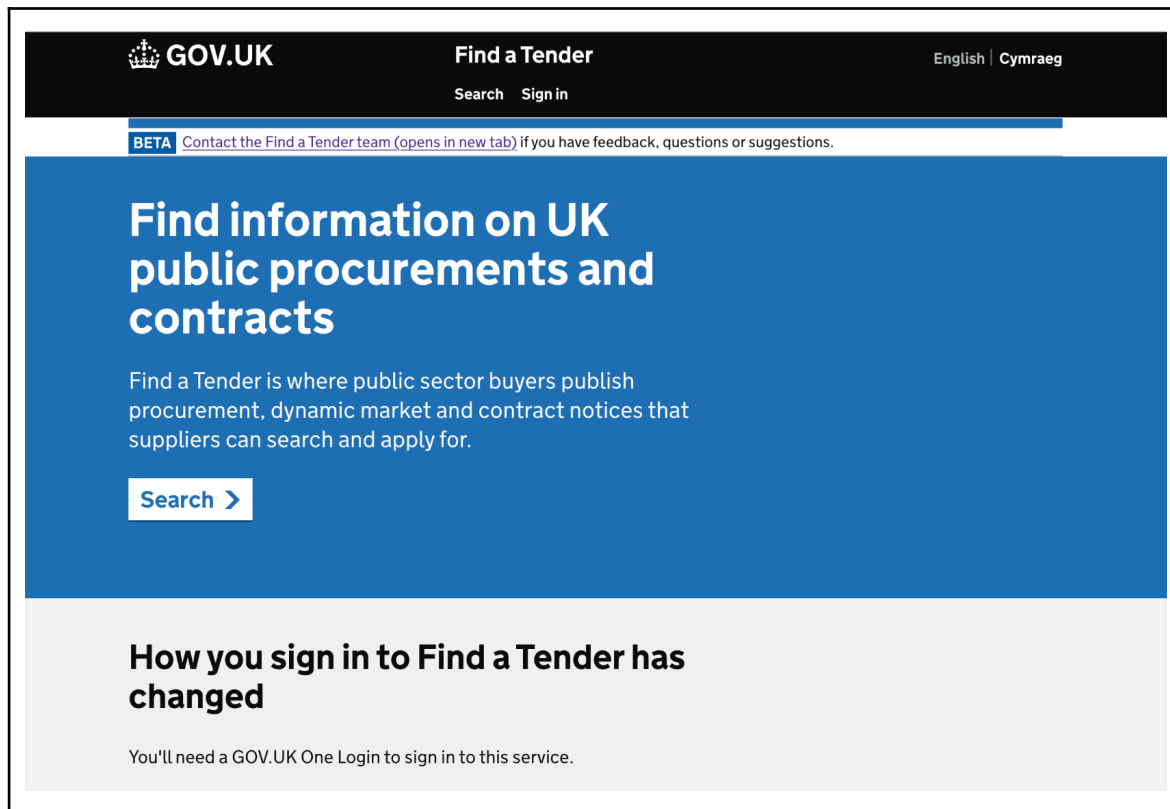 GOV.UK
Find a Tender
English | Cymraeg
Search Sign in
BETA Contact the Find a Tender team (opens in new tab) if you have feedback, questions or suggestions.
Find information on UK
public procurements and
contracts
Find a Tender is where public sector buyers publish
procurement, dynamic market and contract notices that
suppliers can search and apply for.
Search
How you sign in to Find a Tender has
changed
You'll need a GOV.UK One Login to sign in to this service.